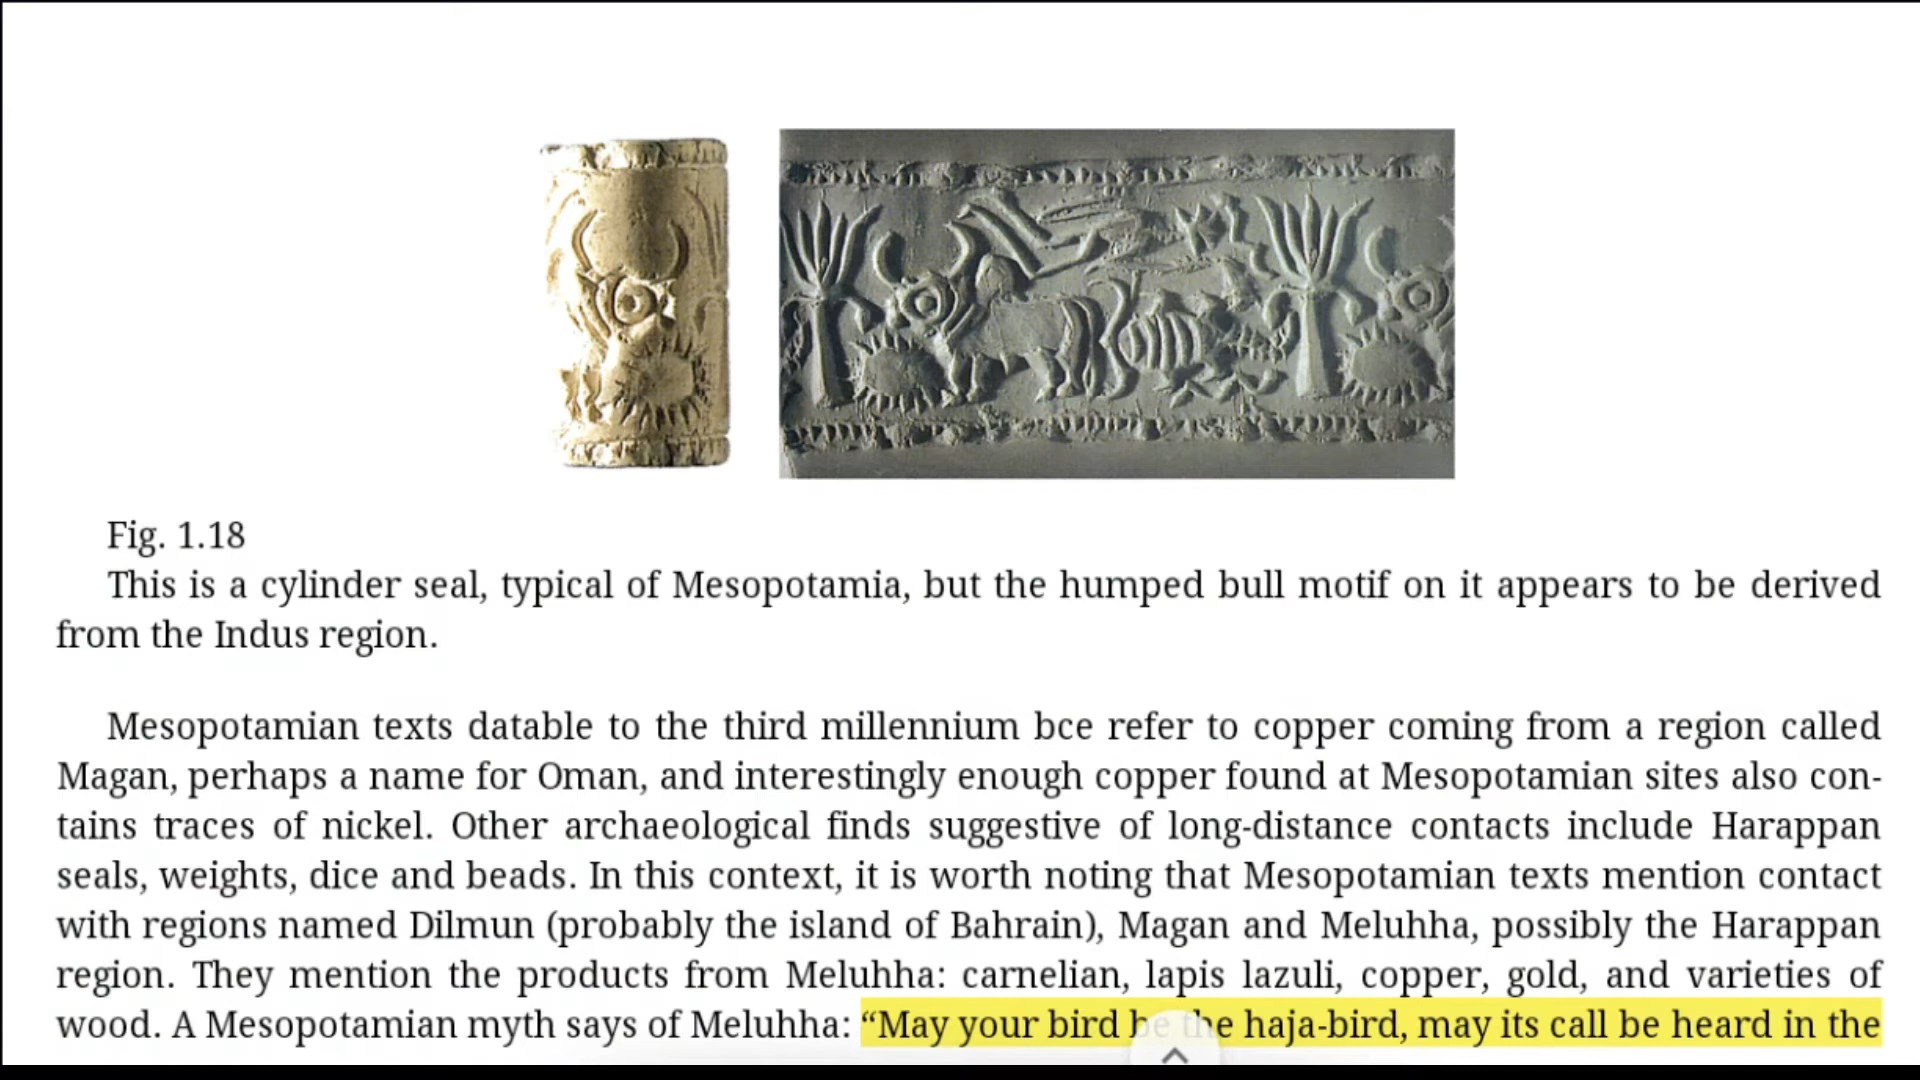 Fig. 1.18
This is a cylinder seal, typical of Mesopotamia, but the humped bull motif on it appears to be derived
from the Indus region.
Mesopotamian texts datable to the third millennium bce refer to copper coming from a region called
Magan, perhaps a name for Oman, and interestingly enough copper found at Mesopotamian sites also con-
tains traces of nickel. Other archaeological finds suggestive of long-distance contacts include Harappan
seals, weights, dice and beads. In this context, it is worth noting that Mesopotamian texts mention contact
with regions named Dilmun (probably the island of Bahrain), Magan and Meluhha, possibly the Harappan
region. They mention the products from Meluhha: carnelian, lapis lazuli, copper, gold, and varieties of
wood. A Mesopotamian myth says of Meluhha: “May your bird be the haja-bird, may its call be heard in the